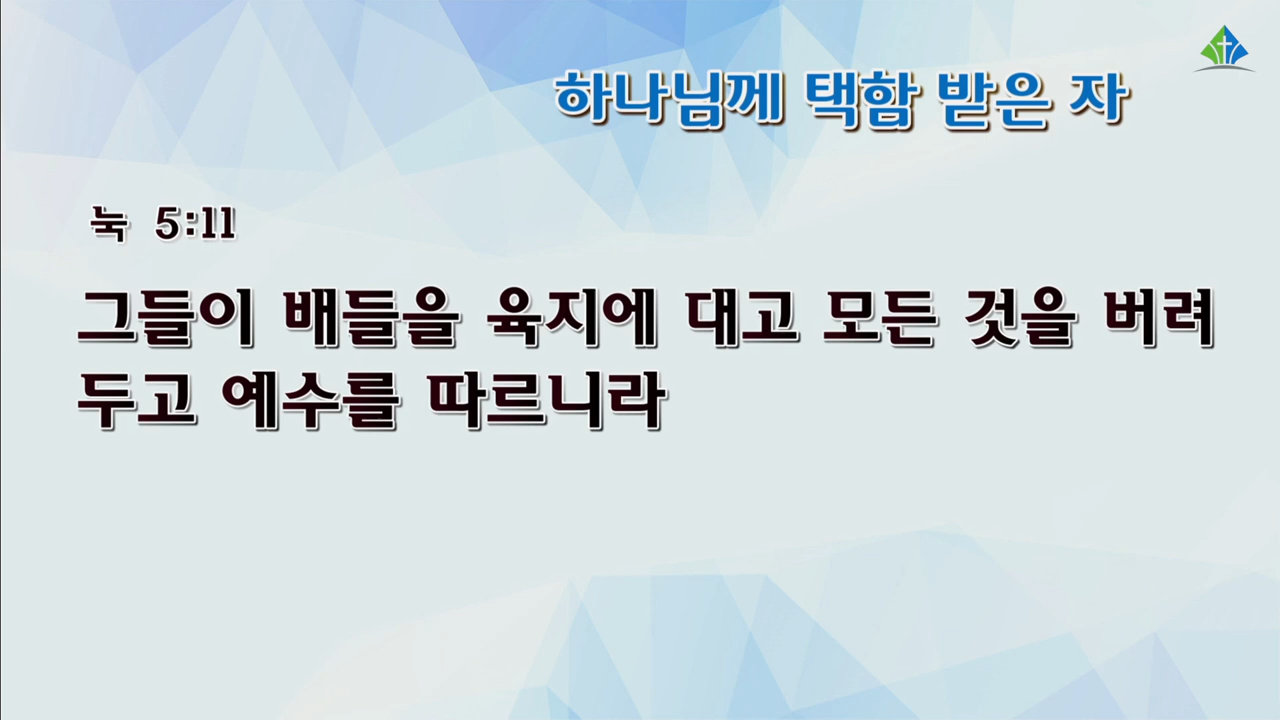 하나님께 택함 받은 자
눅 5:11
그들이 배들을 육지에 대고 모든 것을 버려
두고 예수를 따르니라